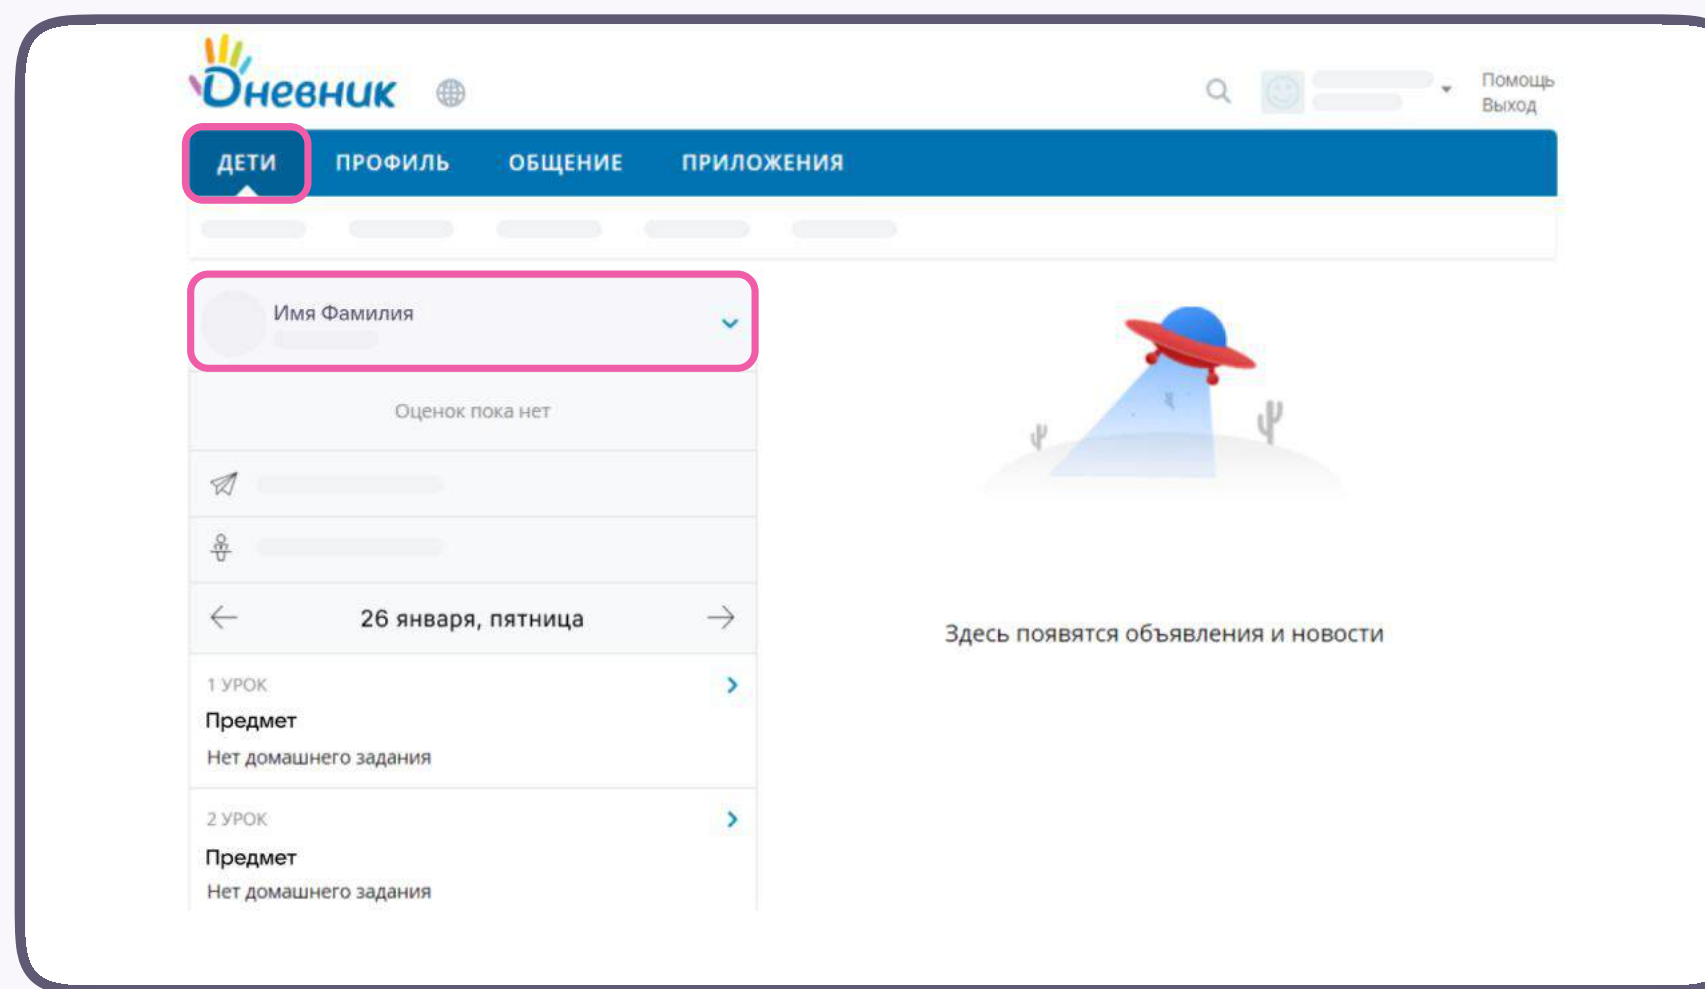 Дневник
Помощь
Выход
ДЕТИ ПРОФИЛЬ ОБЩЕНИЕ ПРИЛОЖЕНИЯ
Имя Фамилия
Оценок пока нет
26 января, пятница
1 УРОК
Предмет
Нет домашнего задания
2 УРОК
Предмет
Нет домашнего задания
Здесь появятся объявления и новости